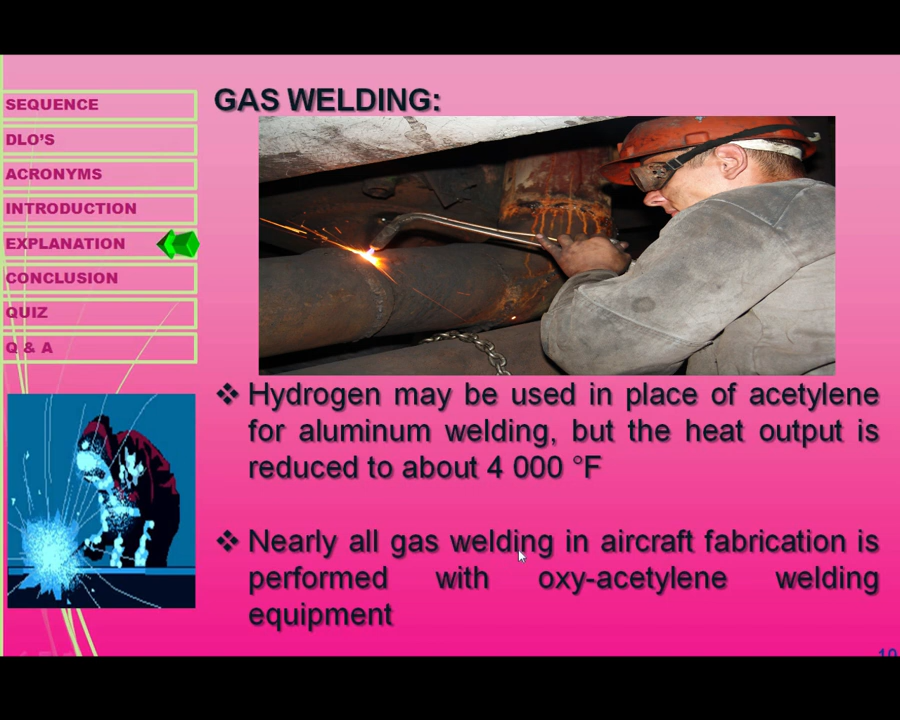 SEQUENCE
DLO'S
ACRONYMS
INTRODUCTION
EXPLANATION
CONCLUSION
QUIZ
Q & A
GAS WELDING:
❖ Hydrogen may be used in place of acetylene
for aluminum welding, but the heat output is
reduced to about 4 000 °F
❖ Nearly all gas welding in aircraft fabrication is
performed with oxy-acetylene welding
equipment